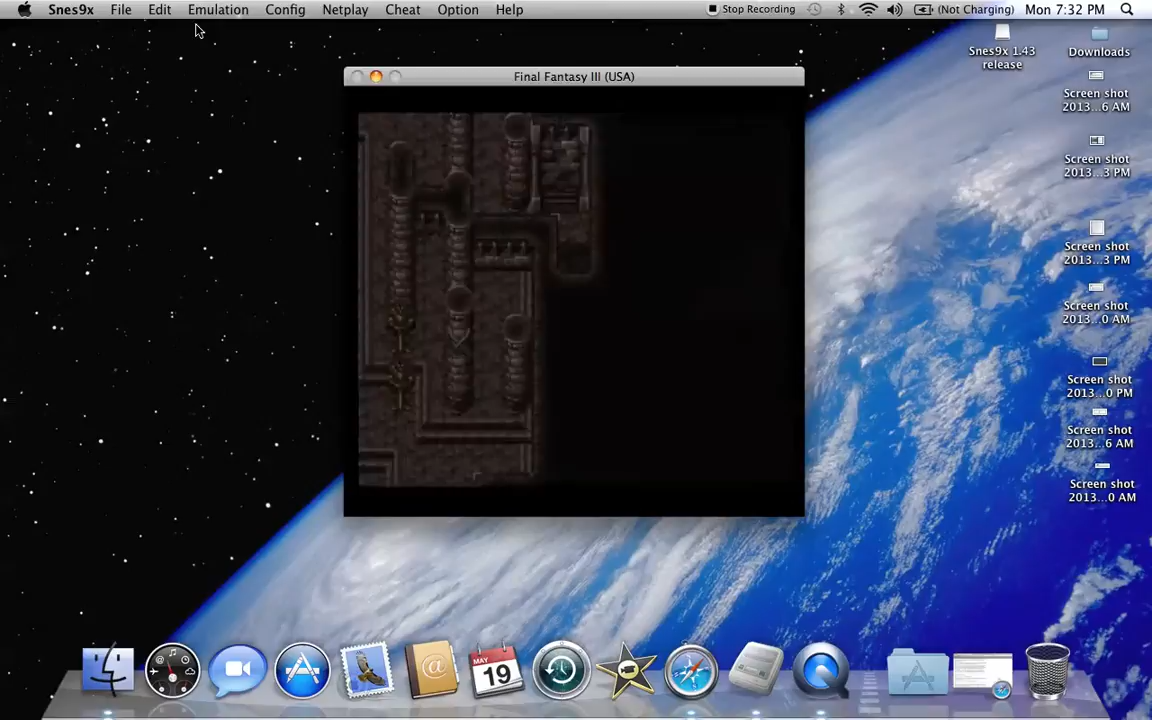 Snes9x File Edit Emulation Config Netplay Cheat Option Help Stop Recording (Not Charging) Mon 7:32 PM
Final Fantasy III (USA)
Snes9x 1.43
release
Downloads
Screen shot
2013...6 AM
Screen shot
2013...3 PM
Screen shot
2013...3 PM
Screen shot
2013...0 AM
Screen shot
2013...0 PM
Screen shot
2013...6 AM
Screen shot
2013...0 AM
MAY
19